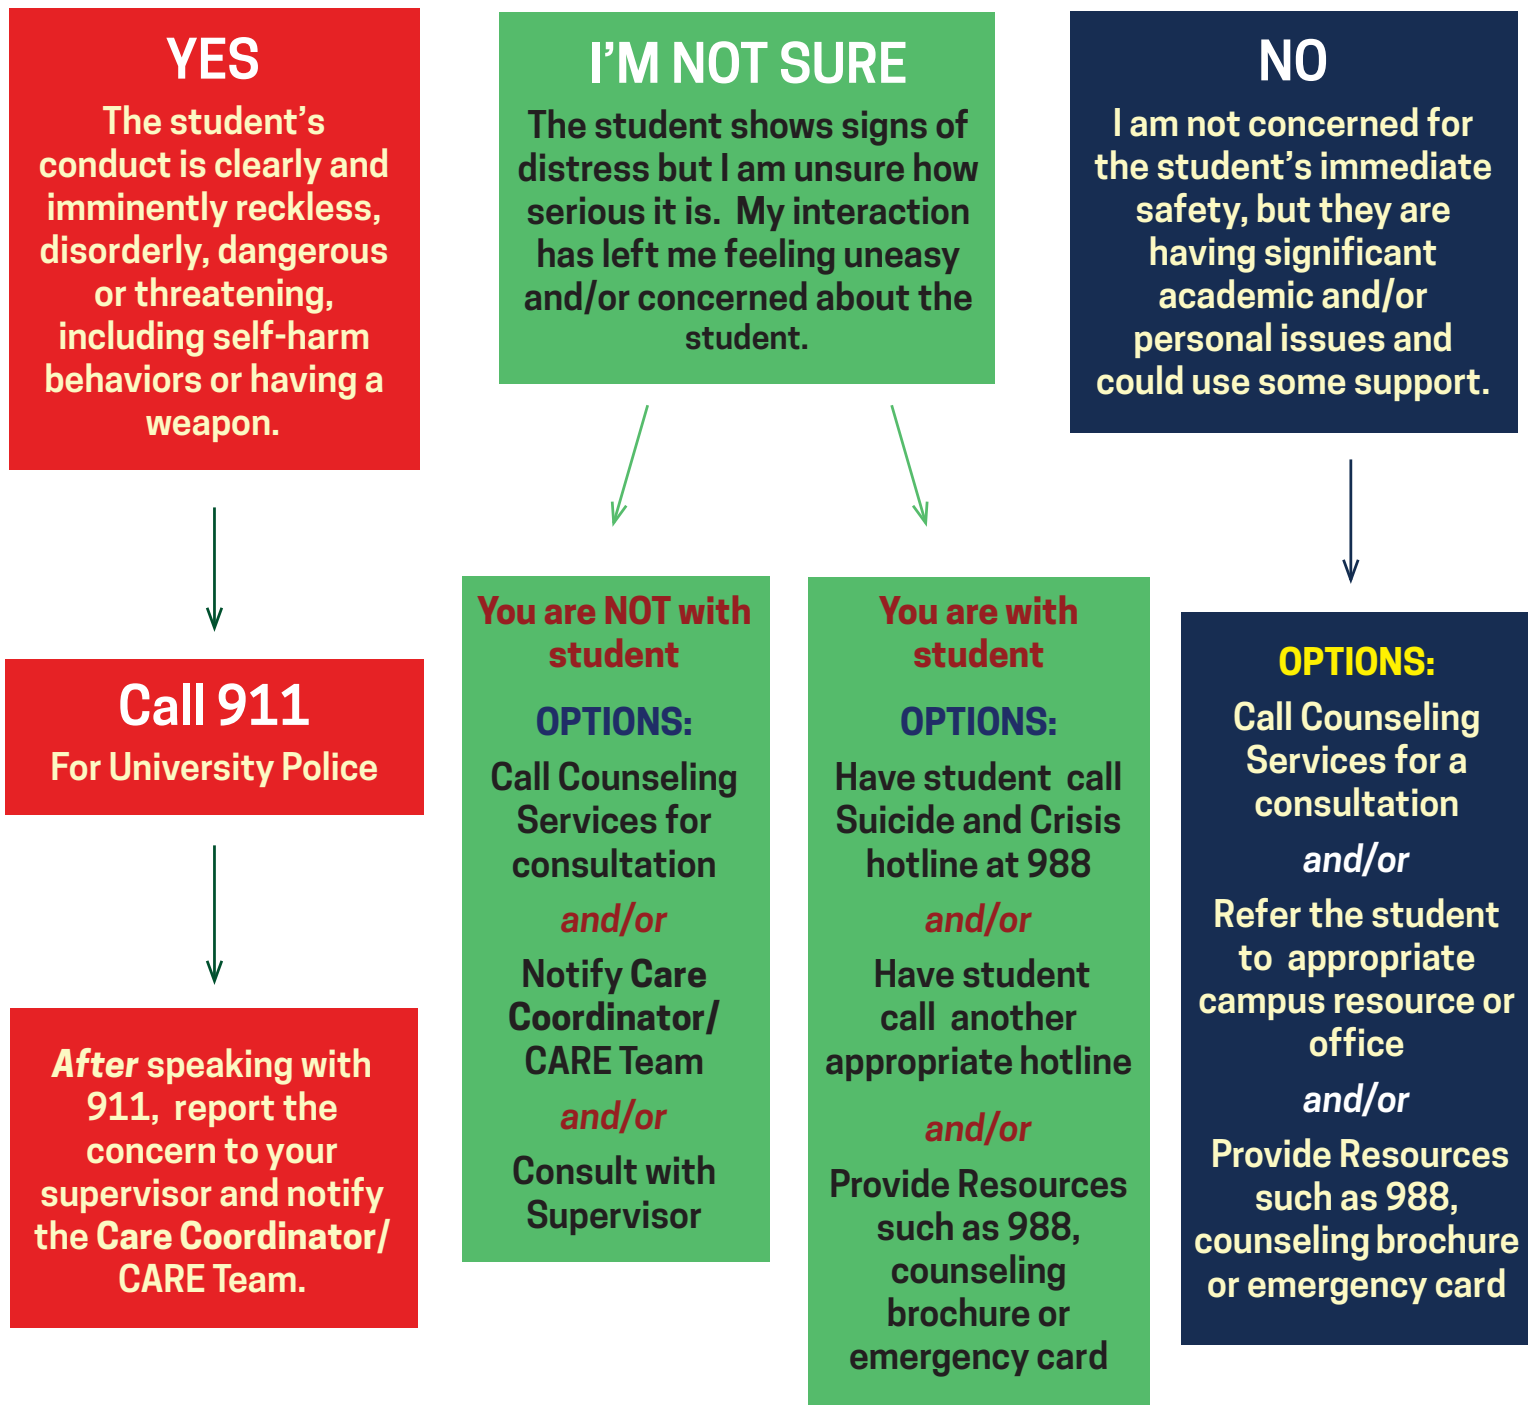 YES
The student’s
conduct is clearly and
imminently reckless,
disorderly, dangerous
or threatening,
including self-harm
behaviors or having a
weapon.
Call 911
For University Police
After speaking with
911, report the
concern to your
supervisor and notify
the Care Coordinator/
CARE Team.
I’M NOT SURE
The student shows signs of
distress but I am unsure how
serious it is. My interaction
has left me feeling uneasy
and/or concerned about the
student.
You are NOT with
student
OPTIONS:
Call Counseling
Services for
consultation
and/or
Notify Care
Coordinator/
CARE Team
and/or
Consult with
Supervisor
You are with
student
OPTIONS:
Have student call
Suicide and Crisis
hotline at 988
and/or
Have student
call another
appropriate hotline
and/or
Provide Resources
such as 988,
counseling
brochure or
emergency card
NO
I am not concerned for
the student’s immediate
safety, but they are
having significant
academic and/or
personal issues and
could use some support.
OPTIONS:
Call Counseling
Services for a
consultation
and/or
Refer the student
to appropriate
campus resource or
office
and/or
Provide Resources
such as 988,
counseling brochure
or emergency card